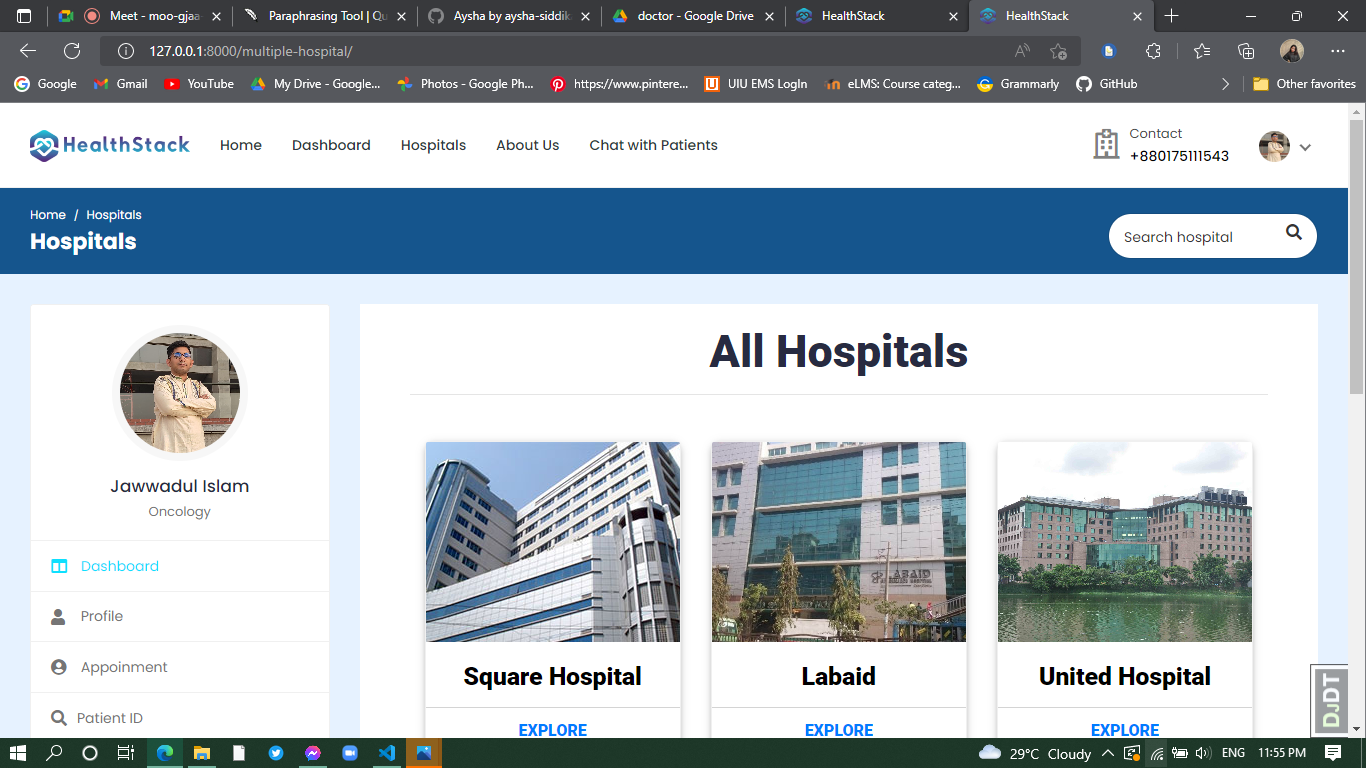 Meet - moo-gjaa
Paraphrasing Tool | Qu
Aysha by aysha-siddik
doctor - Google Drive
HealthStack
HealthStack
127.0.0.1:8000/multiple-hospital/
Google
Gmail
YouTube
My Drive - Google...
Photos - Google Ph...
https://www.pintere...
UIU EMS LogIn
eLMS: Course categ...
Grammarly
GitHub
Other favorites
HealthStack
Home
Dashboard
Hospitals
About Us
Chat with Patients
Contact
+880175111543
Home / Hospitals
Hospitals
Search hospital
Jawwadul Islam
Oncology
Dashboard
Profile
Appoinment
Patient ID
All Hospitals
LABAID
Square Hospital
Labaid
United Hospital
EXPLORE
EXPLORE
EXPLORE
DJDT
29°C Cloudy
ENG
11:55 PM